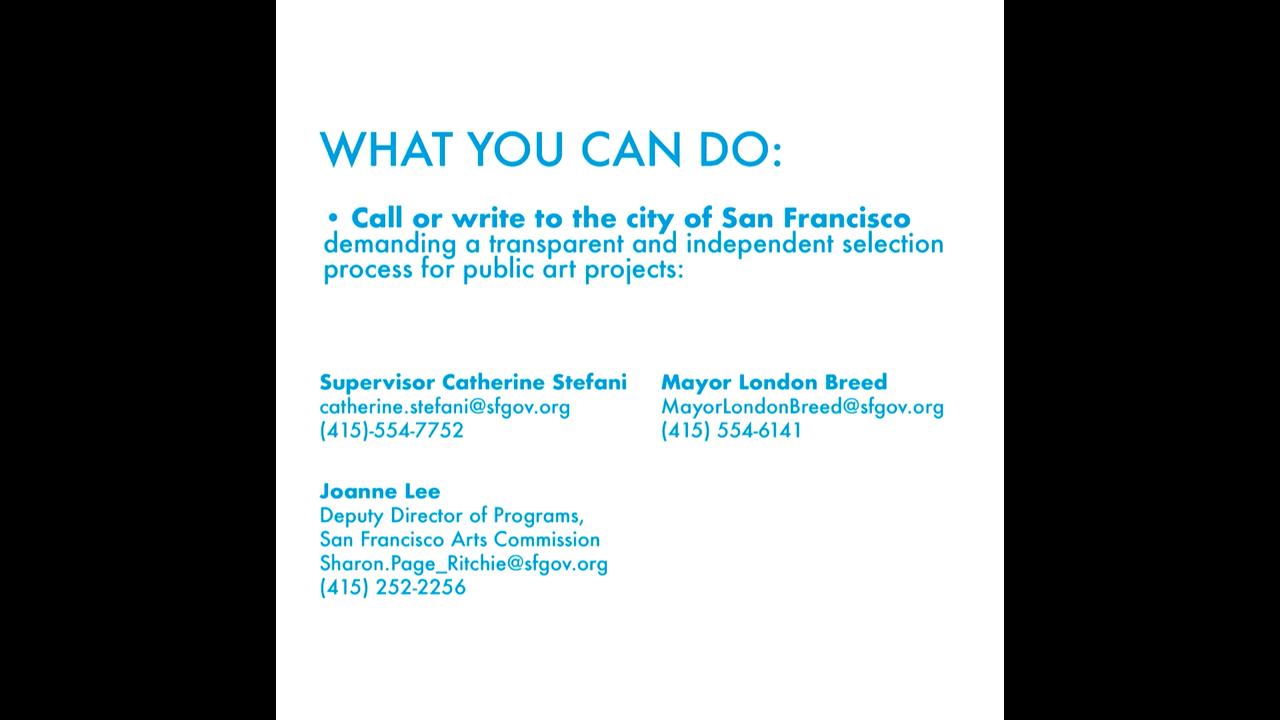 WHAT YOU CAN DO:
• Call or write to the city of San Francisco
demanding a transparent and independent selection
process for public art projects:
Supervisor Catherine Stefani
catherine.stefani@sfgov.org
(415)-554-7752
Mayor London Breed
MayorLondonBreed@sfgov.org
(415) 554-6141
Joanne Lee
Deputy Director of Programs,
San Francisco Arts Commission
Sharon.Page_Ritchie@sfgov.org
(415) 252-2256